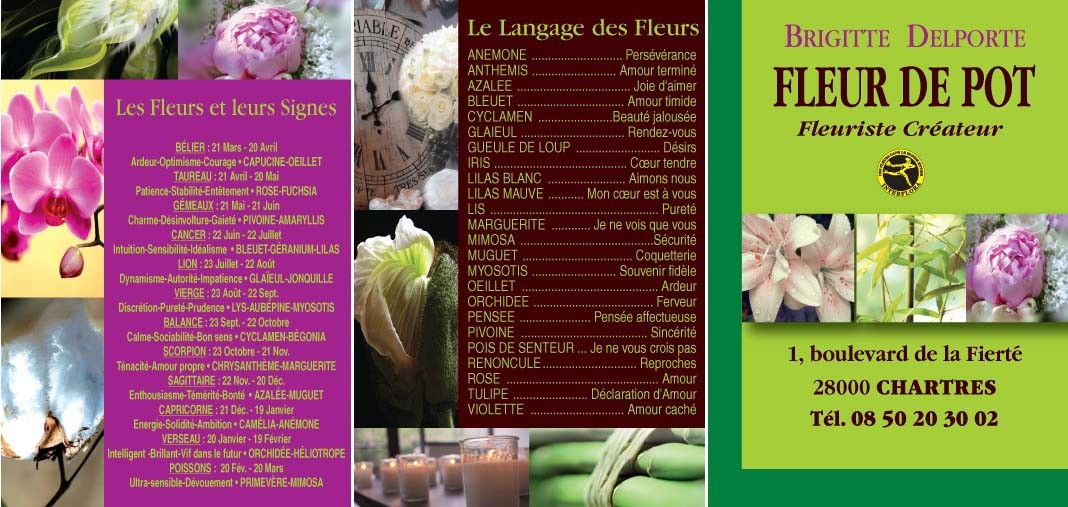 Les Fleurs et leurs Signes
BÉLIER : 21 Mars - 20 Avril
Ardeur-Optimisme-Courage • CAPUCINE-OEILLET
TAUREAU : 21 Avril - 20 Mai
Patience-Stabilité-Entêtement • ROSE-FUCHSIA
GÉMEAUX : 21 Mai - 21 Juin
Charme-Désinvolture-Gaieté • PIVOINE-AMARYLLIS
CANCER : 22 Juin - 22 Juillet
Intuition-Sensibilité-Idéalisme • BLEUET-GÉRANIUM-LILAS
LION : 23 Juillet - 22 Août
Dynamisme-Autorité-Impatience • GLAÏEUL-JONQUILLE
VIERGE : 23 Août - 22 Sept.
Discrétion-Pureté-Prudence • LYS-AUBÉPINE-MYOSOTIS
BALANCE : 23 Sept. - 22 Octobre
Calme-Sociabilité-Bon sens • CYCLAMEN-BÉGONIA
SCORPION : 23 Octobre - 21 Nov.
Ténacité-Amour propre • CHRYSANTHÈME-MARGUERITE
SAGITTAIRE : 22 Nov. - 20 Déc.
Enthousiasme-Témérité-Bonté • AZALÉE-MUGUET
CAPRICORNE : 21 Déc. - 19 Janvier
Energie-Solidité-Ambition • CAMÉLIA-ANÉMONE
VERSEAU : 20 Janvier - 19 Février
Intelligent -Brillant-Vif dans le futur • ORCHIDÉE-HÉLIOTROPE
POISSONS : 20 Fév. - 20 Mars
Ultra-sensible-Dévouement • PRIMEVÈRE-MIMOSA
Le Langage des Fleurs
ANEMONE ........................... Persévérance
ANTHEMIS ......................... Amour terminé
AZALEE .................................. Joie d'aimer
BLEUET ................................ Amour timide
CYCLAMEN ......................Beauté jalousée
GLAIEUL ............................... Rendez-vous
GUEULE DE LOUP ......................... Désirs
IRIS ......................................... Cœur tendre
LILAS BLANC ....................... Aimons nous
LILAS MAUVE ........... Mon cœur est à vous
LIS ................................................... Pureté
MARGUERITE ............ Je ne vois que vous
MIMOSA .........................................Sécurité
MUGUET ................................. Coquetterie
MYOSOTIS .......................... Souvenir fidèle
OEILLET .......................................... Ardeur
ORCHIDEE .................................... Ferveur
PENSEE ..................... Pensée affectueuse
PIVOINE ...................................... Sincérité
POIS DE SENTEUR ... Je ne vous crois pas
RENONCULE............................ Reproches
ROSE .............................................. Amour
TULIPE ...................... Déclaration d'Amour
VIOLETTE ............................ Amour caché
BRIGITTE DELPORTE
FLEUR DE POT
Fleuriste Créateur
INTERFLORA
1, boulevard de la Fierté
28000 CHARTRES
Tél. 08 50 20 30 02